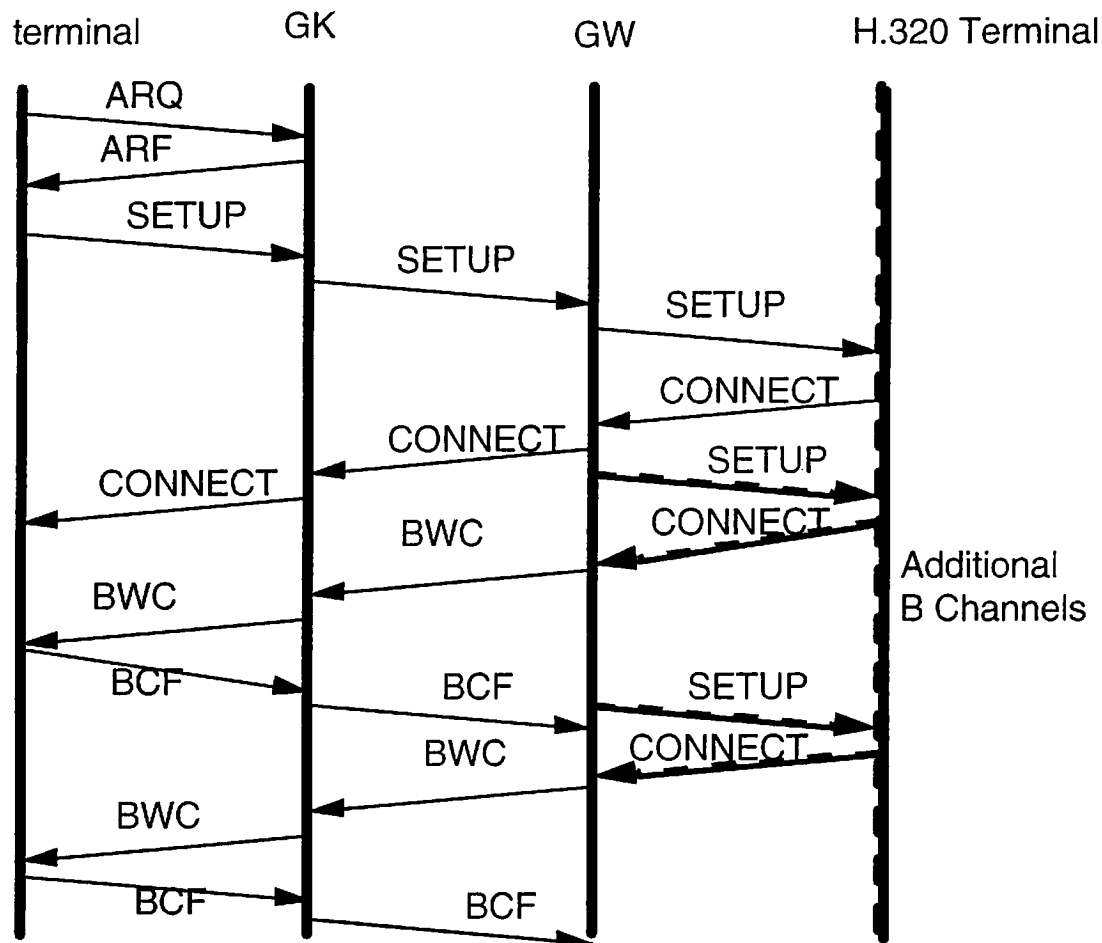 terminal
GK
GW
H.320 Terminal
ARQ
ARF
SETUP
SETUP
SETUP
CONNECT
CONNECT
SETUP
CONNECT
CONNECT
BWC
Additional
B Channels
BWC
BCF
BCF
SETUP
BWC
CONNECT
BWC
BCF
BCF